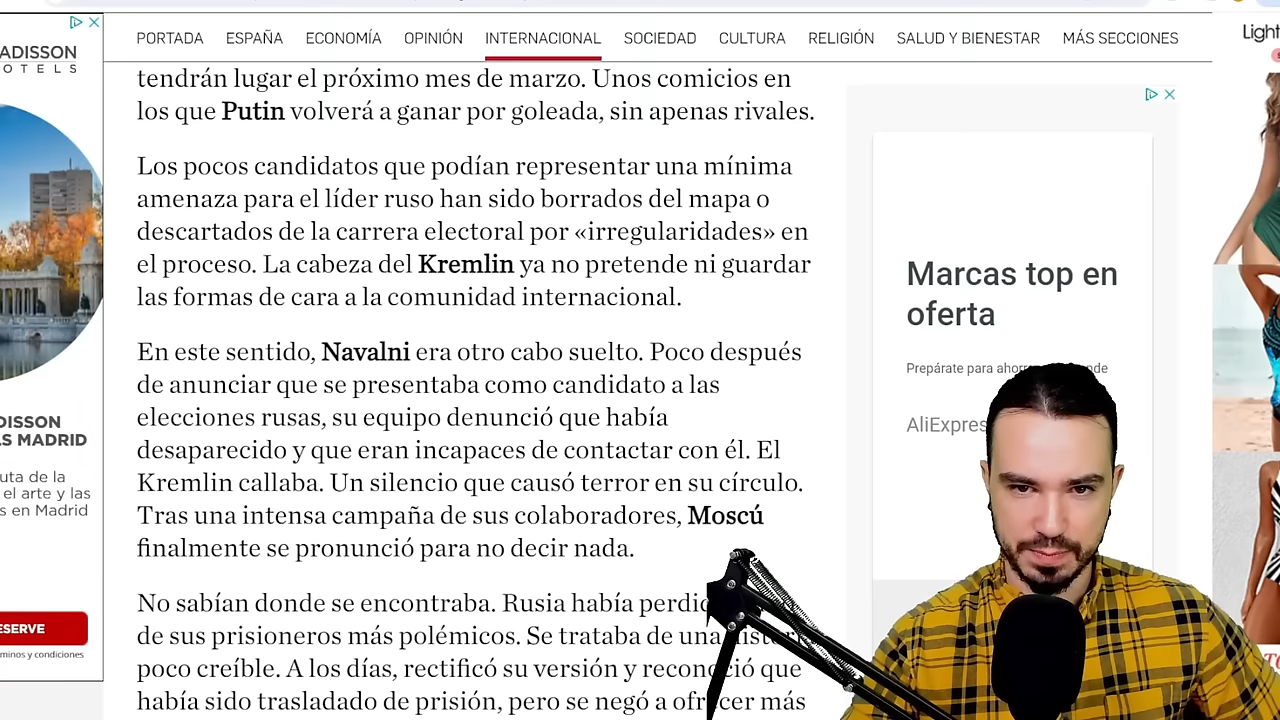 PORTADA ESPAÑA ECONOMÍA OPINIÓN INTERNACIONAL SOCIEDAD CULTURA RELIGIÓN SALUD Y BIENESTAR MÁS SECCIONES
tendrán lugar el próximo mes de marzo. Unos comicios en
los que Putin volverá a ganar por goleada, sin apenas rivales.
Los pocos candidatos que podían representar una mínima
amenaza para el líder ruso han sido borrados del mapa o
descartados de la carrera electoral por «irregularidades» en
el proceso. La cabeza del Kremlin ya no pretende ni guardar
las formas de cara a la comunidad internacional.
En este sentido, Navalni era otro cabo suelto. Poco después
de anunciar que se presentaba como candidato a las
elecciones rusas, su equipo denunció que había
desaparecido y que eran incapaces de contactar con él. El
Kremlin callaba. Un silencio que causó terror en su círculo.
Tras una intensa campaña de sus colaboradores, Moscú
finalmente se pronunció para no decir nada.
No sabían donde se encontraba. Rusia había
de sus prisioneros más polémicos. Se trataba de una
poco creíble. A los días, rectificó su versión y reconoció que
había sido trasladado de prisión, pero se negó a ofrecer más
ADISSON
OTELS
DISSON
S MADRID
uta de la
el arte y las
s en Madrid
ESERVE
minos y condiciones
Marcas top en
oferta
Prepárate para
AliExpres
Light